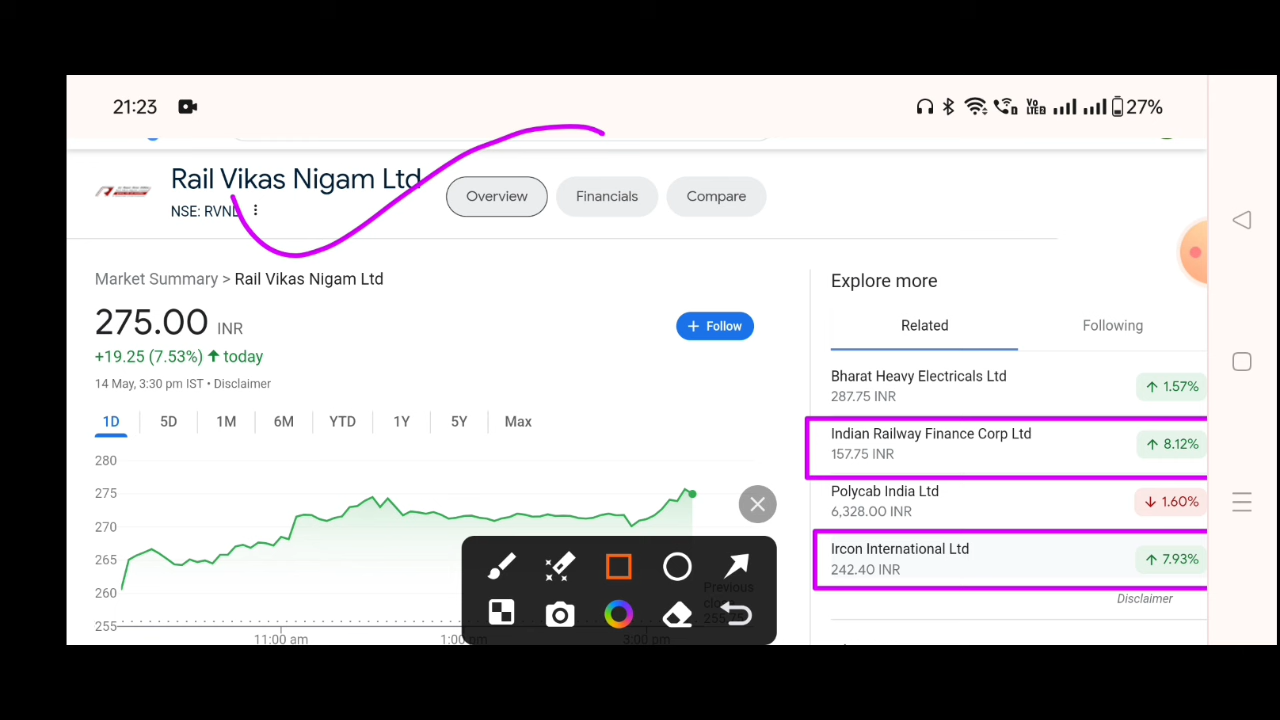 21:23
27%
Rail Vikas Nigam Ltd
NSE: RVNL
Overview
Financials
Compare
Market Summary > Rail Vikas Nigam Ltd
275.00 INR
+19.25 (7.53%) ↑ today
14 May, 3:30 pm IST • Disclaimer
+ Follow
1D
5D
1M
6M
YTD
1Y
5Y
Max
280
275
270
265
260
255
11:00 am
1:00 pm
3:00 pm
Previous
Explore more
Related
Following
Bharat Heavy Electricals Ltd
287.75 INR
↑ 1.57%
Indian Railway Finance Corp Ltd
157.75 INR
↑ 8.12%
Polycab India Ltd
6,328.00 INR
↓ 1.60%
Ircon International Ltd
242.40 INR
↑ 7.93%
Disclaimer